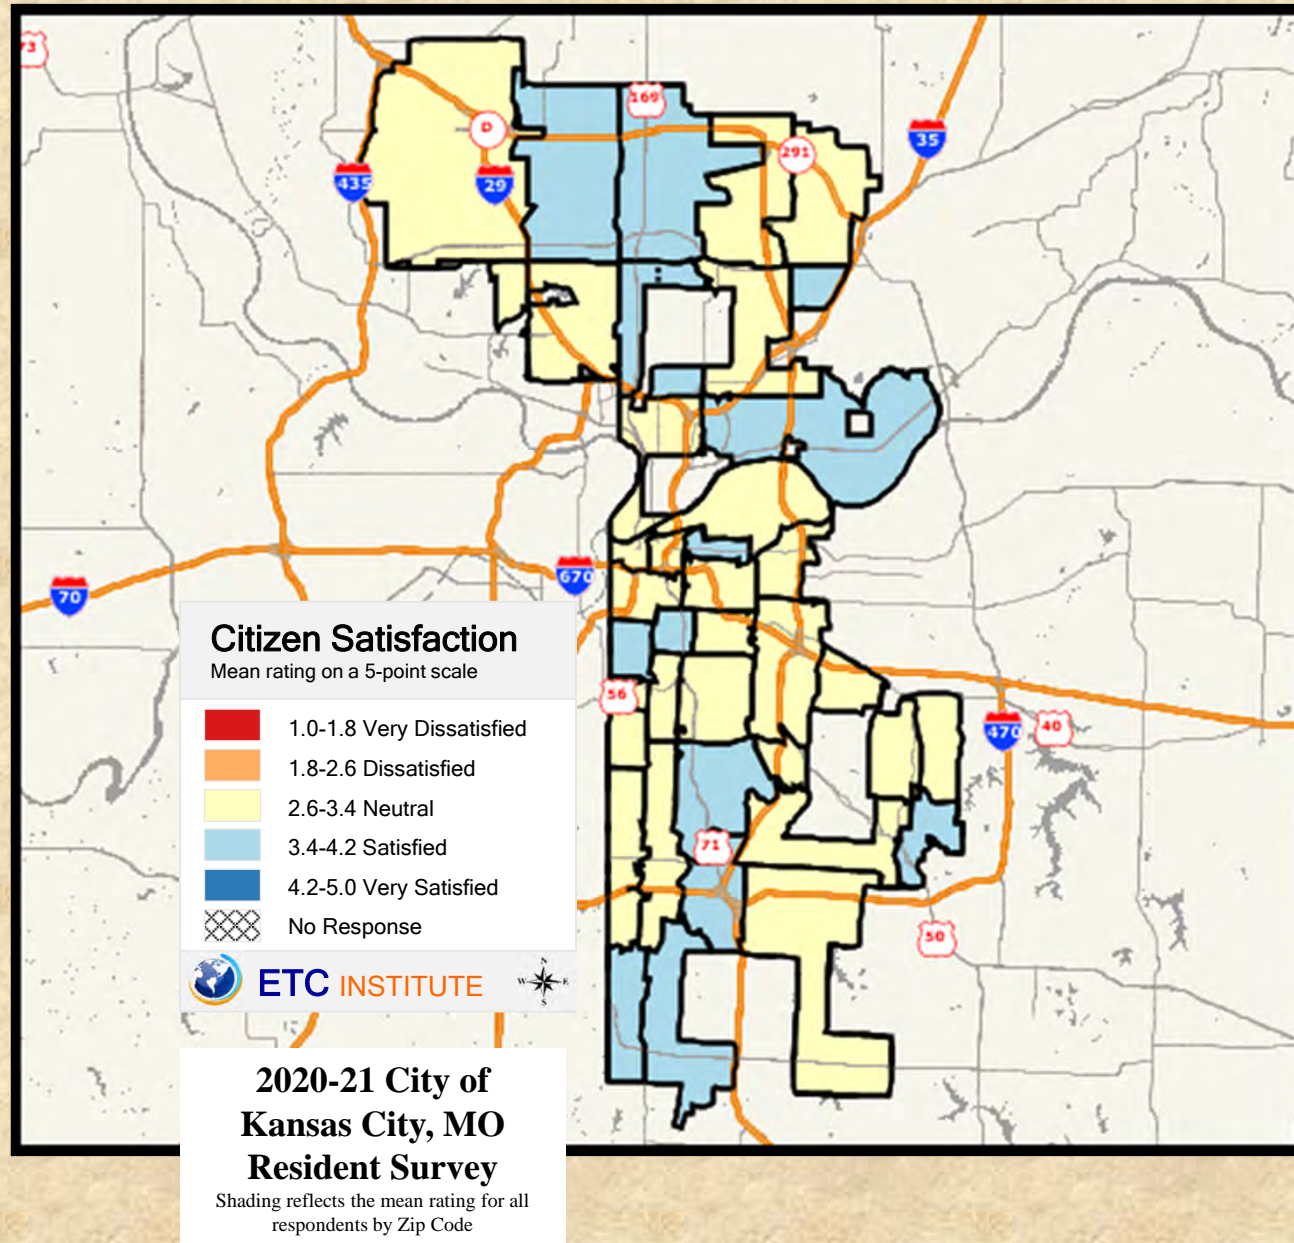 73
169
D
291
35
435
29
70
670
Citizen Satisfaction
Mean rating on a 5-point scale
1.0-1.8 Very Dissatisfied
1.8-2.6 Dissatisfied
2.6-3.4 Neutral
3.4-4.2 Satisfied
4.2-5.0 Very Satisfied
No Response
ETC INSTITUTE
N
W E
S
56
470
40
71
50
2020-21 City of
Kansas City, MO
Resident Survey
Shading reflects the mean rating for all
respondents by Zip Code